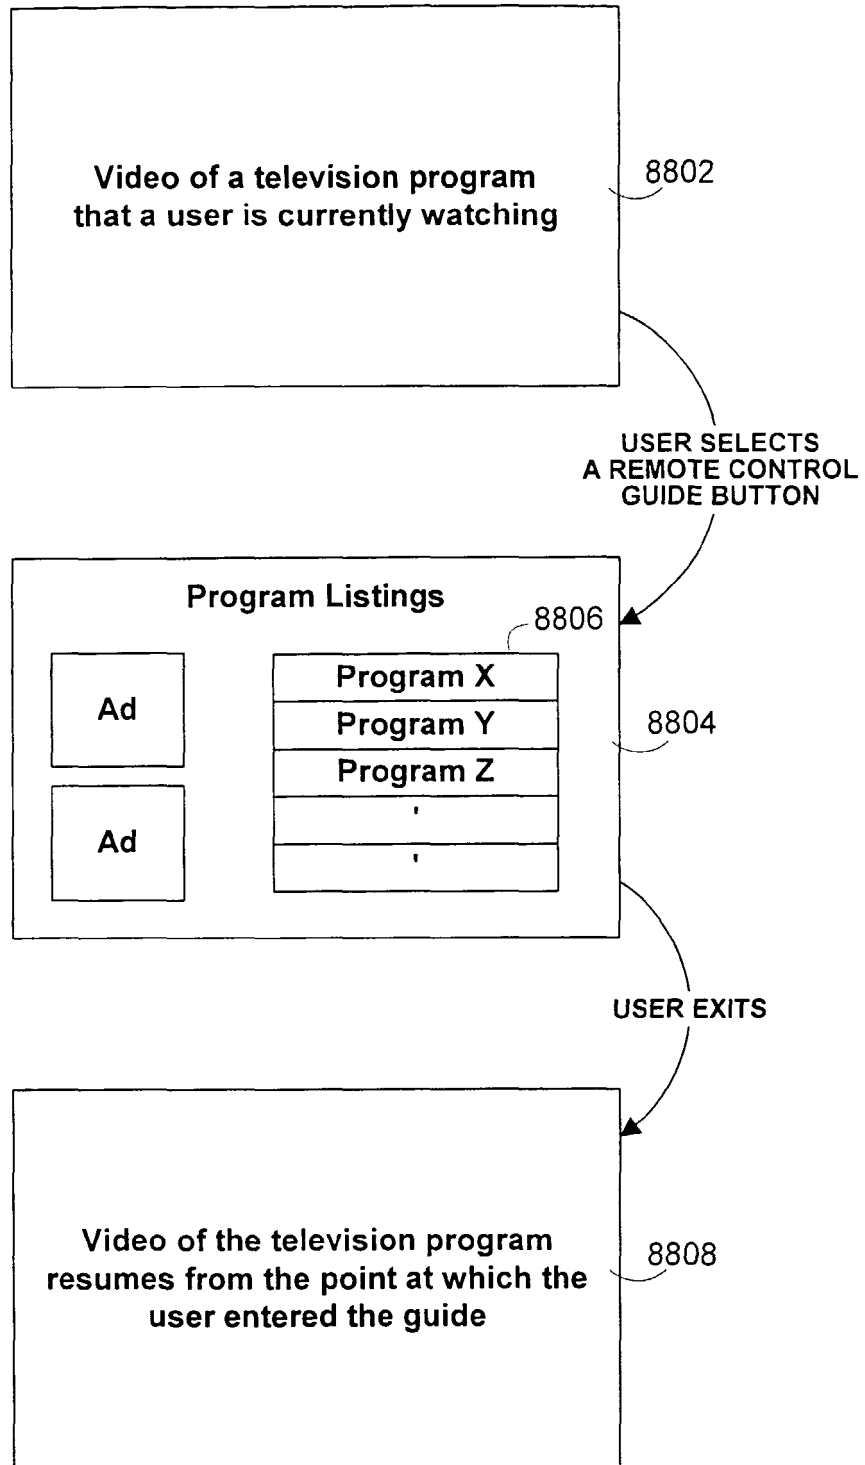 Video of a television program
that a user is currently watching
8802
USER SELECTS
A REMOTE CONTROL
GUIDE BUTTON
Program Listings
8806
Ad
Ad
Program X
Program Y
Program Z
'
'
8804
USER EXITS
Video of the television program
resumes from the point at which the
user entered the guide
8808